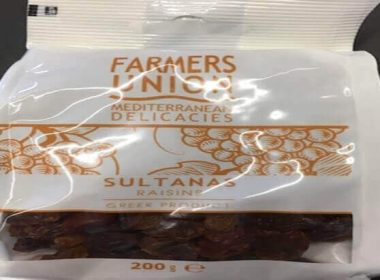 FARMERS
UNION
MEDITERRANEAN
DELICACIES
SULTANAS
RAISINS
GREEK PRODUCT
200 g ℮